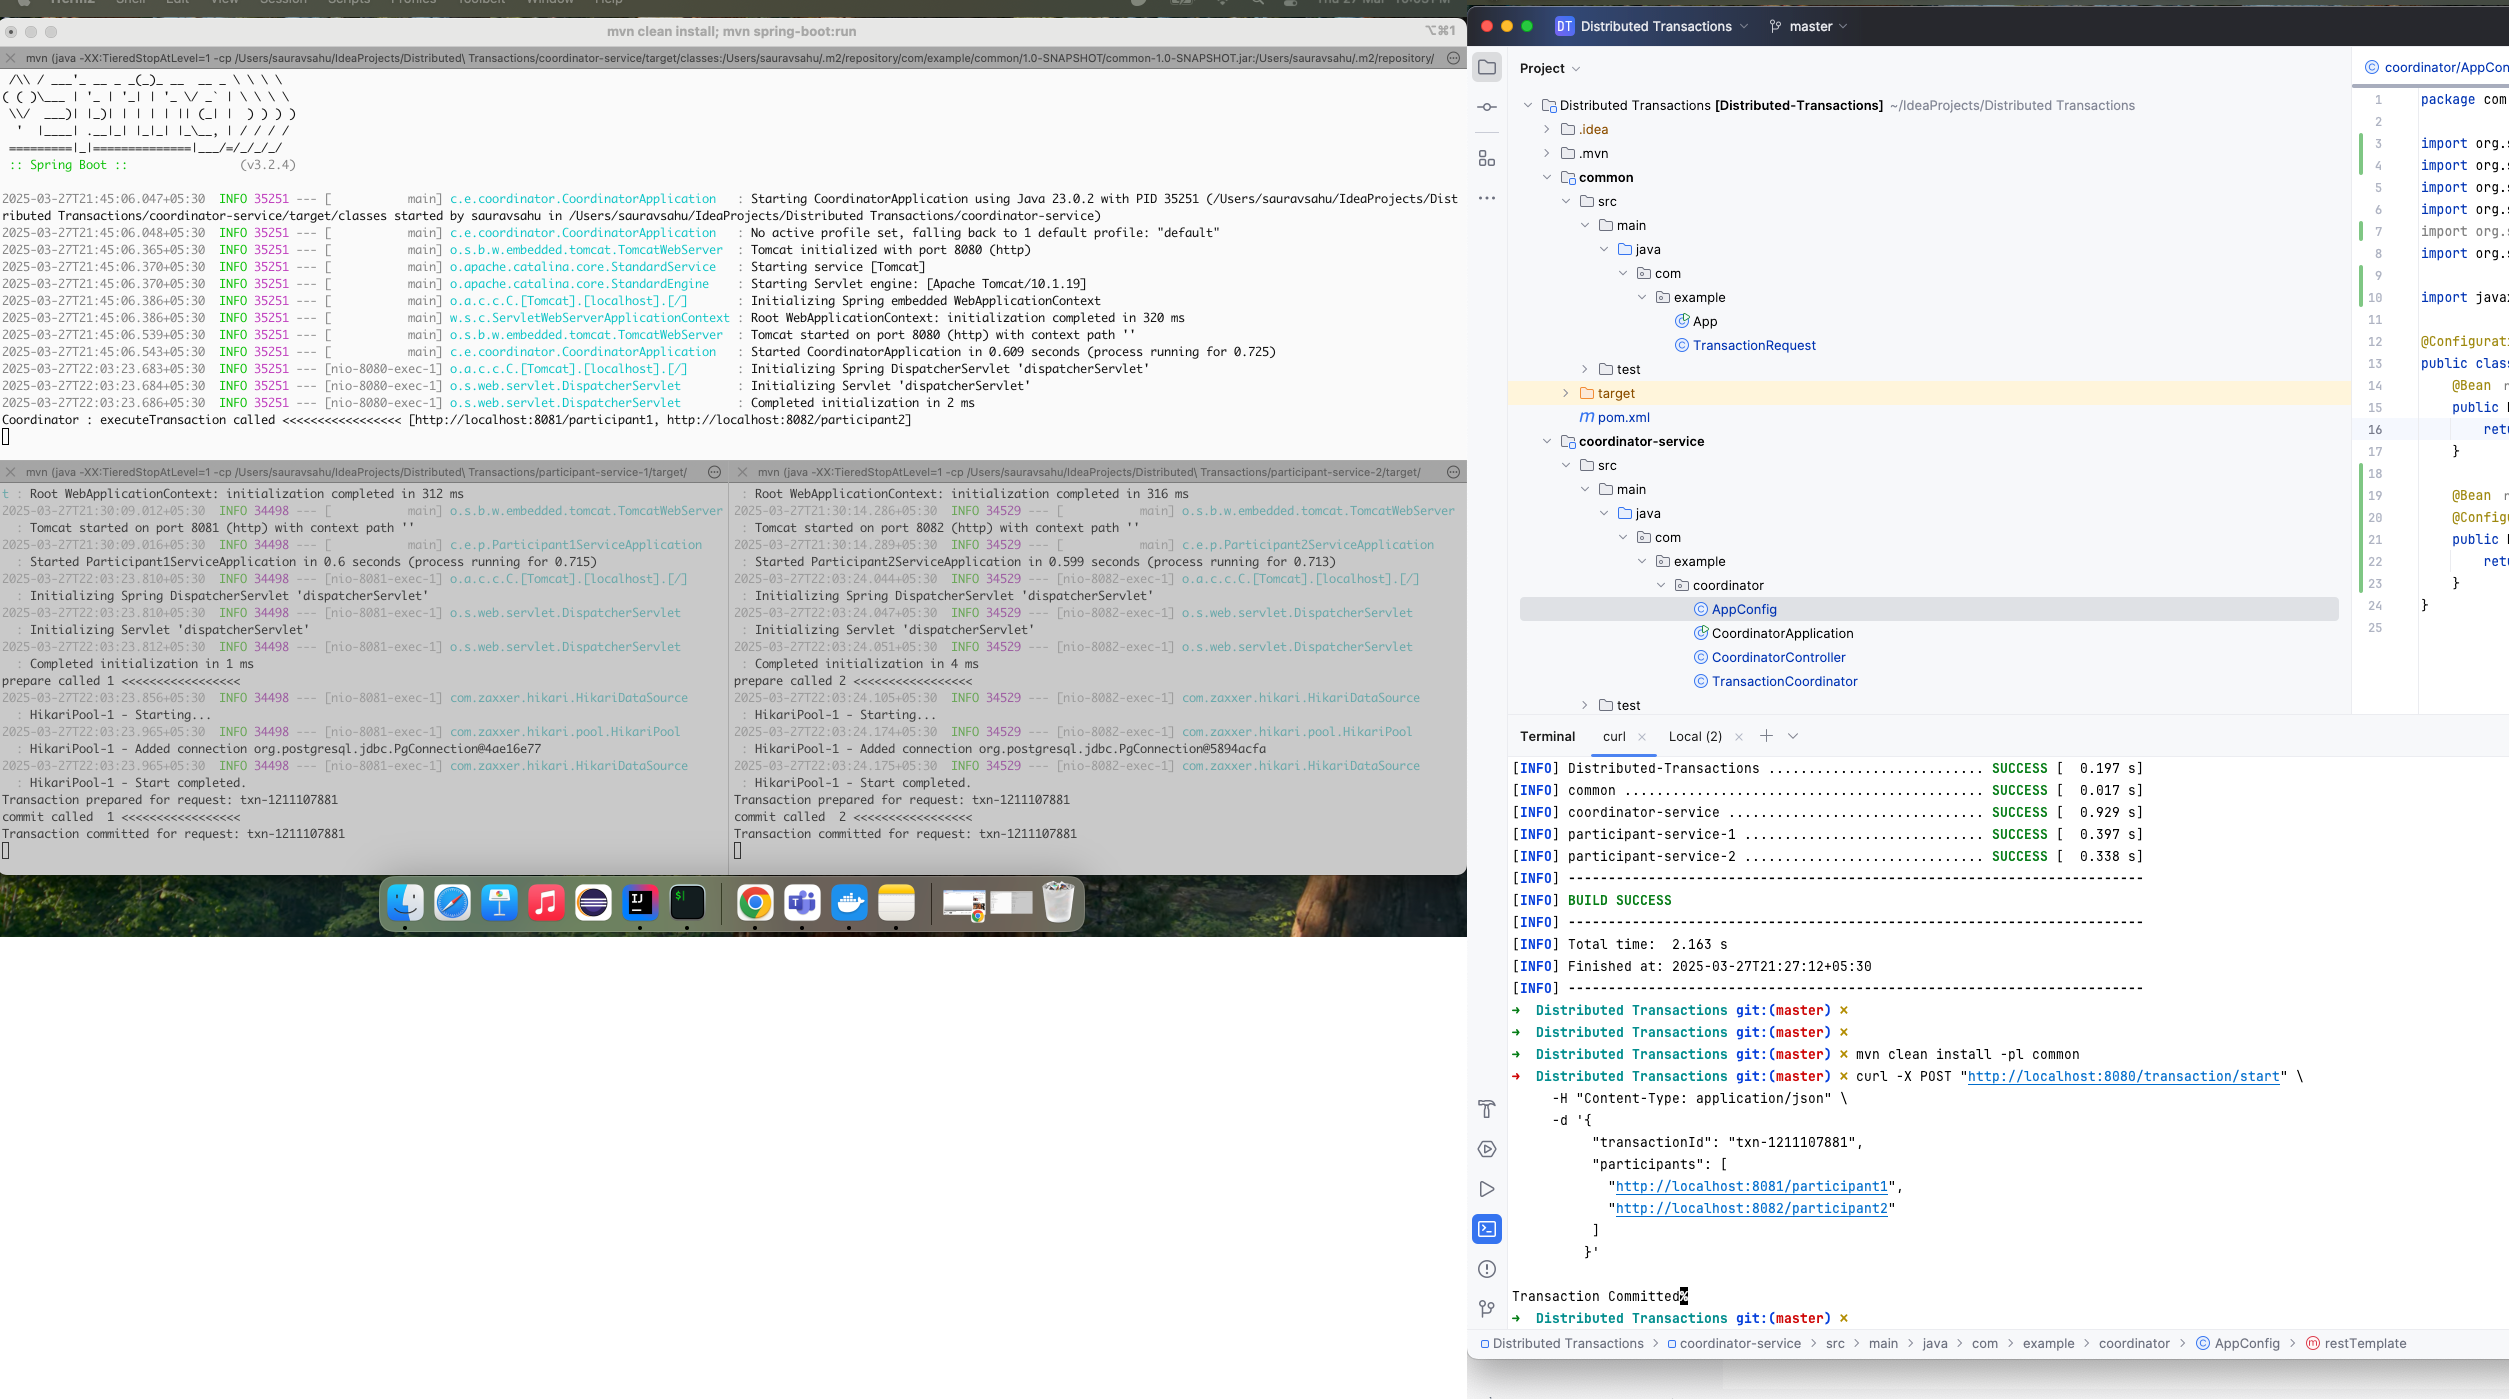 mvn clean install; mvn spring-boot:run
⌥⌘1
mvn (java -XX:TieredStopAtLevel=1 -cp /Users/sauravsahu/IdeaProjects/Distributed\ Transactions/coordinator-service/target/classes:/Users/sauravsahu/.m2/repository/com/example/common/1.0-SNAPSHOT/common-1.0-SNAPSHOT.jar:/Users/sauravsahu/.m2/repository/
:: Spring Boot :: (v3.2.4)
2025-03-27T21:45:06.047+05:30 INFO 35251 --- [ main] c.e.coordinator.CoordinatorApplication : Starting CoordinatorApplication using Java 23.0.2 with PID 35251 (/Users/sauravsahu/IdeaProjects/Dist
ributed Transactions/coordinator-service/target/classes started by sauravsahu in /Users/sauravsahu/IdeaProjects/Distributed Transactions/coordinator-service)
2025-03-27T21:45:06.048+05:30 INFO 35251 --- [ main] c.e.coordinator.CoordinatorApplication : No active profile set, falling back to 1 default profile: "default"
2025-03-27T21:45:06.365+05:30 INFO 35251 --- [ main] o.s.b.w.embedded.tomcat.TomcatWebServer : Tomcat initialized with port 8080 (http)
2025-03-27T21:45:06.370+05:30 INFO 35251 --- [ main] o.apache.catalina.core.StandardService : Starting service [Tomcat]
2025-03-27T21:45:06.370+05:30 INFO 35251 --- [ main] o.apache.catalina.core.StandardEngine : Starting Servlet engine: [Apache Tomcat/10.1.19]
2025-03-27T21:45:06.386+05:30 INFO 35251 --- [ main] o.a.c.c.C.[Tomcat].[localhost].[/] : Initializing Spring embedded WebApplicationContext
2025-03-27T21:45:06.386+05:30 INFO 35251 --- [ main] w.s.c.ServletWebServerApplicationContext : Root WebApplicationContext: initialization completed in 320 ms
2025-03-27T21:45:06.539+05:30 INFO 35251 --- [ main] o.s.b.w.embedded.tomcat.TomcatWebServer : Tomcat started on port 8080 (http) with context path ''
2025-03-27T21:45:06.543+05:30 INFO 35251 --- [ main] c.e.coordinator.CoordinatorApplication : Started CoordinatorApplication in 0.609 seconds (process running for 0.725)
2025-03-27T22:03:23.683+05:30 INFO 35251 --- [nio-8080-exec-1] o.a.c.c.C.[Tomcat].[localhost].[/] : Initializing Spring DispatcherServlet 'dispatcherServlet'
2025-03-27T22:03:23.684+05:30 INFO 35251 --- [nio-8080-exec-1] o.s.web.servlet.DispatcherServlet : Initializing Servlet 'dispatcherServlet'
2025-03-27T22:03:23.686+05:30 INFO 35251 --- [nio-8080-exec-1] o.s.web.servlet.DispatcherServlet : Completed initialization in 2 ms
Coordinator : executeTransaction called <<<<<<<<<<<<<<<<< [http://localhost:8081/participant1, http://localhost:8082/participant2]
mvn (java -XX:TieredStopAtLevel=1 -cp /Users/sauravsahu/IdeaProjects/Distributed\ Transactions/participant-service-1/target/
t : Root WebApplicationContext: initialization completed in 312 ms
2025-03-27T21:30:09.012+05:30 INFO 34498 --- [ main] o.s.b.w.embedded.tomcat.TomcatWebServer
: Tomcat started on port 8081 (http) with context path ''
2025-03-27T21:30:09.016+05:30 INFO 34498 --- [ main] c.e.p.Participant1ServiceApplication
: Started Participant1ServiceApplication in 0.6 seconds (process running for 0.715)
2025-03-27T22:03:23.810+05:30 INFO 34498 --- [nio-8081-exec-1] o.a.c.c.C.[Tomcat].[localhost].[/]
: Initializing Spring DispatcherServlet 'dispatcherServlet'
2025-03-27T22:03:23.810+05:30 INFO 34498 --- [nio-8081-exec-1] o.s.web.servlet.DispatcherServlet
: Initializing Servlet 'dispatcherServlet'
2025-03-27T22:03:23.812+05:30 INFO 34498 --- [nio-8081-exec-1] o.s.web.servlet.DispatcherServlet
: Completed initialization in 1 ms
prepare called 1 <<<<<<<<<<<<<<<<<
2025-03-27T22:03:23.856+05:30 INFO 34498 --- [nio-8081-exec-1] com.zaxxer.hikari.HikariDataSource
: HikariPool-1 - Starting...
2025-03-27T22:03:23.965+05:30 INFO 34498 --- [nio-8081-exec-1] com.zaxxer.hikari.pool.HikariPool
: HikariPool-1 - Added connection org.postgresql.jdbc.PgConnection@4ae16e77
2025-03-27T22:03:23.965+05:30 INFO 34498 --- [nio-8081-exec-1] com.zaxxer.hikari.HikariDataSource
: HikariPool-1 - Start completed.
Transaction prepared for request: txn-1211107881
commit called 1 <<<<<<<<<<<<<<<<<
Transaction committed for request: txn-1211107881
mvn (java -XX:TieredStopAtLevel=1 -cp /Users/sauravsahu/IdeaProjects/Distributed\ Transactions/participant-service-2/target/
: Root WebApplicationContext: initialization completed in 316 ms
2025-03-27T21:30:14.286+05:30 INFO 34529 --- [ main] o.s.b.w.embedded.tomcat.TomcatWebServer
: Tomcat started on port 8082 (http) with context path ''
2025-03-27T21:30:14.289+05:30 INFO 34529 --- [ main] c.e.p.Participant2ServiceApplication
: Started Participant2ServiceApplication in 0.599 seconds (process running for 0.713)
2025-03-27T22:03:24.044+05:30 INFO 34529 --- [nio-8082-exec-1] o.a.c.c.C.[Tomcat].[localhost].[/]
: Initializing Spring DispatcherServlet 'dispatcherServlet'
2025-03-27T22:03:24.047+05:30 INFO 34529 --- [nio-8082-exec-1] o.s.web.servlet.DispatcherServlet
: Initializing Servlet 'dispatcherServlet'
2025-03-27T22:03:24.051+05:30 INFO 34529 --- [nio-8082-exec-1] o.s.web.servlet.DispatcherServlet
: Completed initialization in 4 ms
prepare called 2 <<<<<<<<<<<<<<<<<
2025-03-27T22:03:24.105+05:30 INFO 34529 --- [nio-8082-exec-1] com.zaxxer.hikari.HikariDataSource
: HikariPool-1 - Starting...
2025-03-27T22:03:24.174+05:30 INFO 34529 --- [nio-8082-exec-1] com.zaxxer.hikari.pool.HikariPool
: HikariPool-1 - Added connection org.postgresql.jdbc.PgConnection@5894acfa
2025-03-27T22:03:24.175+05:30 INFO 34529 --- [nio-8082-exec-1] com.zaxxer.hikari.HikariDataSource
: HikariPool-1 - Start completed.
Transaction prepared for request: txn-1211107881
commit called 2 <<<<<<<<<<<<<<<<<
Transaction committed for request: txn-1211107881
DT Distributed Transactions master
Project
Distributed Transactions [Distributed-Transactions] ~/IdeaProjects/Distributed Transactions
.idea
.mvn
common
src
main
java
com
example
App
TransactionRequest
test
target
m pom.xml
coordinator-service
src
main
java
com
example
coordinator
AppConfig
CoordinatorApplication
CoordinatorController
TransactionCoordinator
test
coordinator/AppCon
1 package com
2
3 import org.s
4 import org.s
5 import org.s
6 import org.s
7 import org.s
8 import org.s
9
10 import javax
11
12 @Configurati
13 public class
14 @Bean
15 public
16 retu
17 }
18
19 @Bean
20 @Configu
21 public
22 retu
23 }
24 }
25
Terminal curl Local (2)
[INFO] Distributed-Transactions ........................... SUCCESS [ 0.197 s]
[INFO] common ............................................. SUCCESS [ 0.017 s]
[INFO] coordinator-service ................................ SUCCESS [ 0.929 s]
[INFO] participant-service-1 .............................. SUCCESS [ 0.397 s]
[INFO] participant-service-2 .............................. SUCCESS [ 0.338 s]
[INFO] ------------------------------------------------------------------------
[INFO] BUILD SUCCESS
[INFO] ------------------------------------------------------------------------
[INFO] Total time: 2.163 s
[INFO] Finished at: 2025-03-27T21:27:12+05:30
[INFO] ------------------------------------------------------------------------
➜ Distributed Transactions git:(master) ×
➜ Distributed Transactions git:(master) ×
➜ Distributed Transactions git:(master) × mvn clean install -pl common
➜ Distributed Transactions git:(master) × curl -X POST "http://localhost:8080/transaction/start" \
-H "Content-Type: application/json" \
-d '{
"transactionId": "txn-1211107881",
"participants": [
"http://localhost:8081/participant1",
"http://localhost:8082/participant2"
]
}'
Transaction Committed%
➜ Distributed Transactions git:(master) ×
Distributed Transactions > coordinator-service > src > main > java > com > example > coordinator > AppConfig > restTemplate